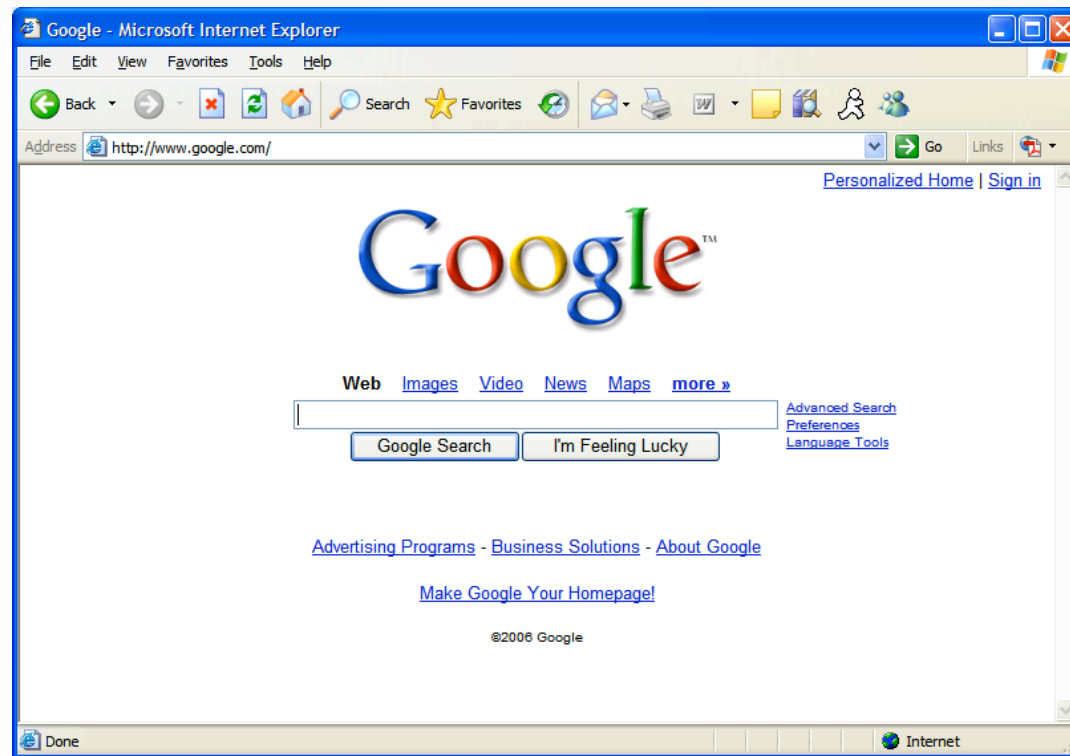 Google - Microsoft Internet Explorer
File Edit View Favorites Tools Help
Back Search Favorites W
Address http://www.google.com/ Go Links
Personalized Home | Sign in
Google™
Web Images Video News Maps more »
Advanced Search
Preferences
Language Tools
Google Search I'm Feeling Lucky
Advertising Programs - Business Solutions - About Google
Make Google Your Homepage!
©2006 Google
Done Internet